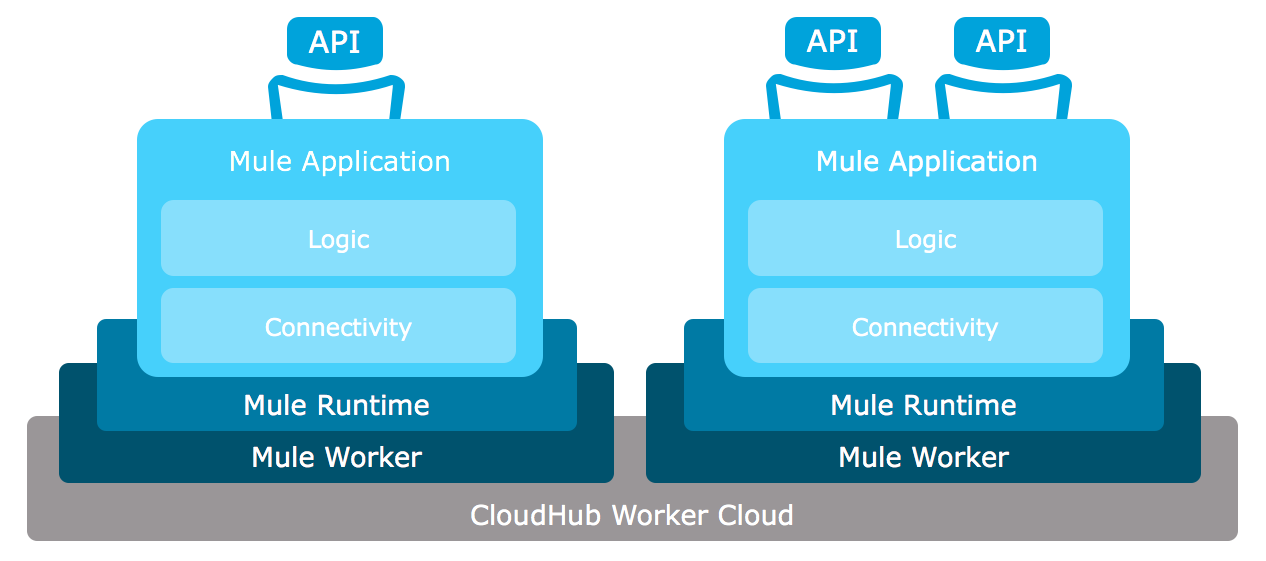 API
API
API
Mule Application
Mule Application
Logic
Logic
Connectivity
Connectivity
Mule Runtime
Mule Runtime
Mule Worker
Mule Worker
CloudHub Worker Cloud